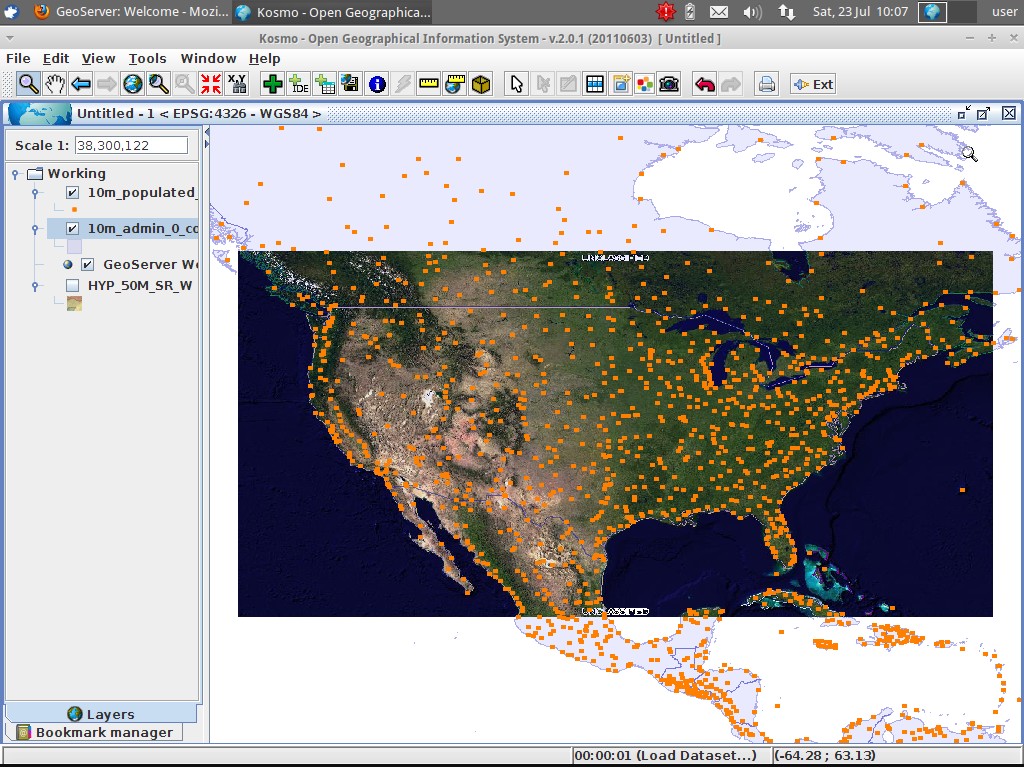 GeoServer: Welcome - Mozi...
Kosmo - Open Geographica...
Sat, 23 Jul 10:07
user
Kosmo - Open Geographical Information System - v.2.0.1 (20110603) [ Untitled ]
File Edit View Tools Window Help
X,Y
IDE
Ext
Untitled - 1 < EPSG:4326 - WGS84 >
Scale 1: 38,300,122
Working
10m_populated_
10m_admin_0_co
GeoServer We
HYP_50M_SR_W
UNCLASSIFIED
UNCLASSIFIED
Layers
Bookmark manager
00:00:01 (Load Dataset...)
(-64.28 ; 63.13)